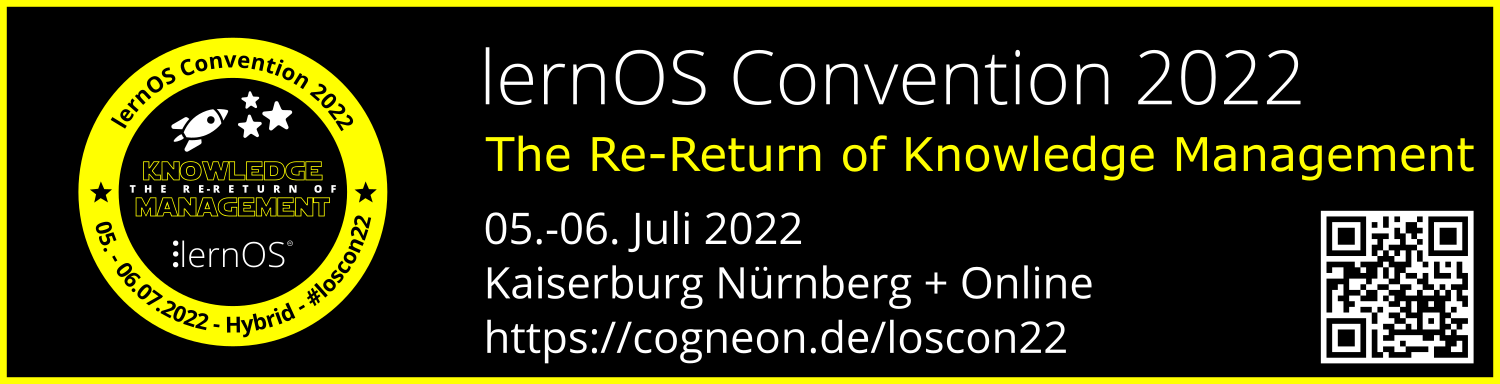 lernOS Convention 2022
KNOWLEDGE
THE RE-RETURN OF
MANAGEMENT
lernOS®
05. - 06.07.2022 - Hybrid - #loscon22
lernOS Convention 2022
The Re-Return of Knowledge Management
05.-06. Juli 2022
Kaiserburg Nürnberg + Online
https://cogneon.de/loscon22